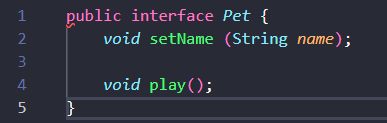 1 public interface Pet {
2     void setName (String name);
3
4     void play();
5 }